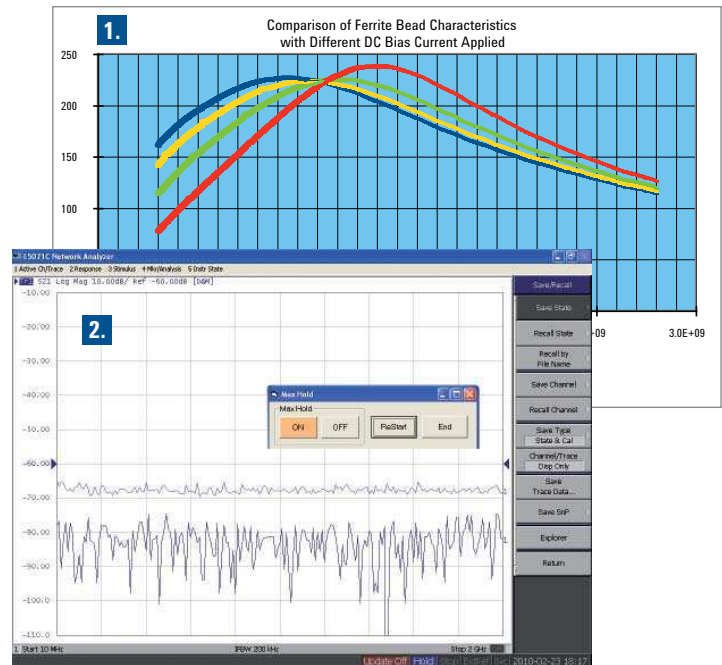 1.
Comparison of Ferrite Bead Characteristics
with Different DC Bias Current Applied
250
200
150
100
+09
3.0E+09
E5071C Network Analyzer
1 Active Ch/Trace 2 Response 3 Stimulus 4 Mkr/Analysis 5 Instr State
S21 Log Mag 10.00dB/ Ref -60.00dB [D&M]
2.
-10.00
-20.00
-30.00
-40.00
-50.00
-60.00
-70.00
-80.00
-90.00
-100.0
-110.0
Max Hold
Max Hold
ON
OFF
ReStart
End
Save/Recall
Save State
Recall State
Recall by
File Name
Save Channel
Recall Channel
Save Type
State & Cal
Channel/Trace
Disp Only
Save
Trace Data...
Save SnP
Explorer
Return
1 Start 10 MHz
IFBW 200 kHz
Stop 2 GHz
Update Off Hold Stop ExtRef Svc 2010-02-23 18:17